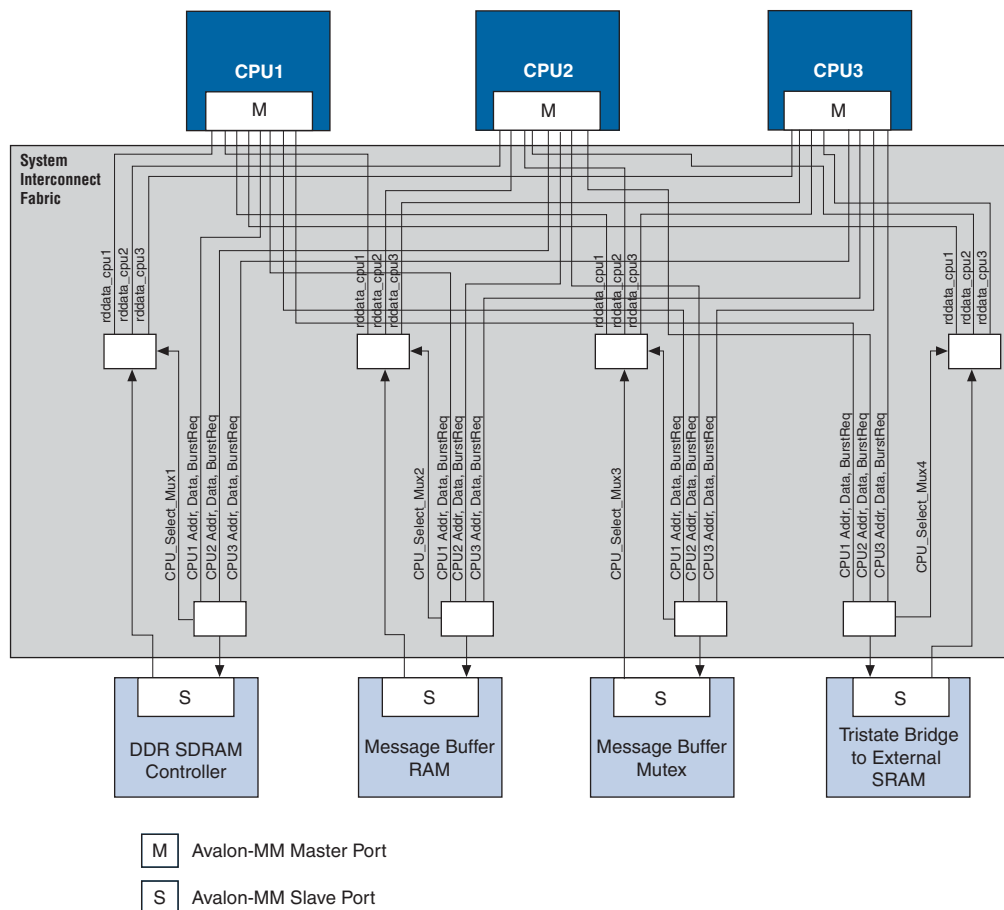 CPU1
CPU2
CPU3
M
M
M
System
Interconnect
Fabric
rddata_cpu1
rddata_cpu2
rddata_cpu3
rddata_cpu1
rddata_cpu2
rddata_cpu3
rddata_cpu1
rddata_cpu2
rddata_cpu3
rddata_cpu1
rddata_cpu2
rddata_cpu3
CPU_Select_Mux1
CPU1 Addr, Data, BurstReq
CPU2 Addr, Data, BurstReq
CPU3 Addr, Data, BurstReq
CPU_Select_Mux2
CPU1 Addr, Data, BurstReq
CPU2 Addr, Data, BurstReq
CPU3 Addr, Data, BurstReq
CPU_Select_Mux3
CPU1 Addr, Data, BurstReq
CPU2 Addr, Data, BurstReq
CPU3 Addr, Data, BurstReq
CPU1 Addr, Data, BurstReq
CPU2 Addr, Data, BurstReq
CPU3 Addr, Data, BurstReq
CPU_Select_Mux4
S
S
S
S
DDR SDRAM
Controller
Message Buffer
RAM
Message Buffer
Mutex
Tristate Bridge
to External
SRAM
M Avalon-MM Master Port
S Avalon-MM Slave Port